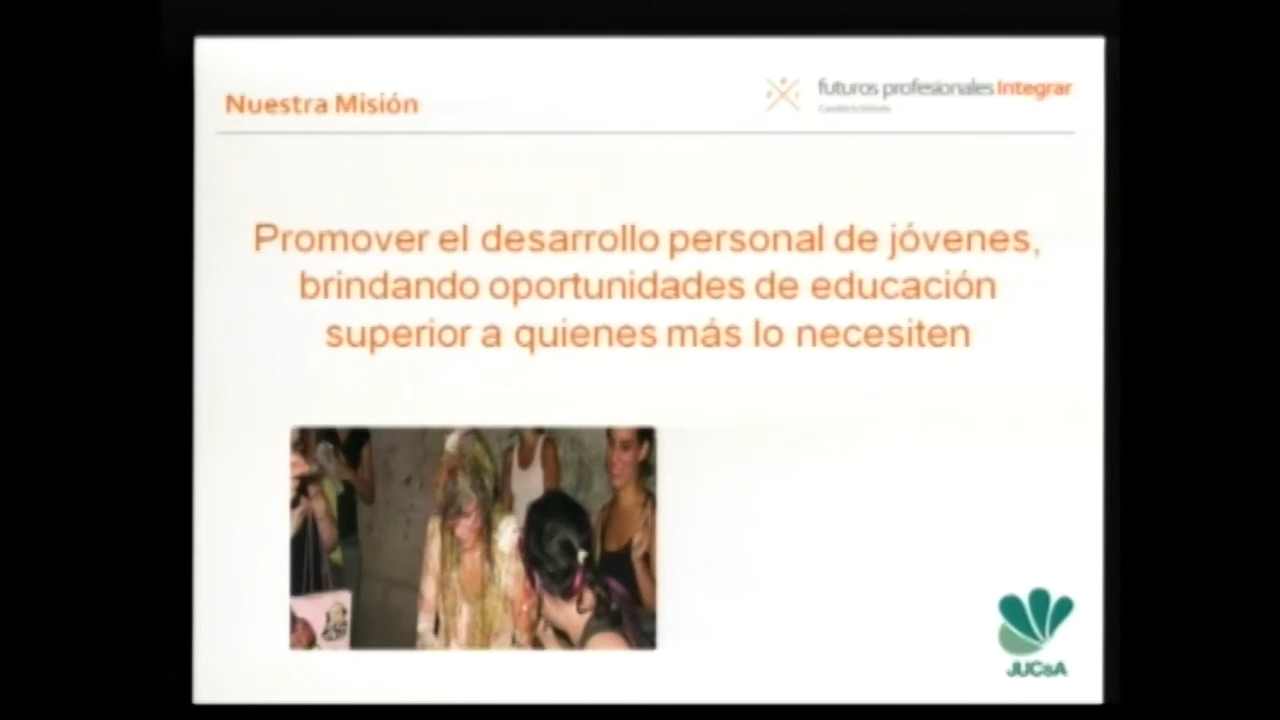 Nuestra Misión
futuros profesionales Integrar
Promover el desarrollo personal de jóvenes,
brindando oportunidades de educación
superior a quienes más lo necesiten
JUCsA